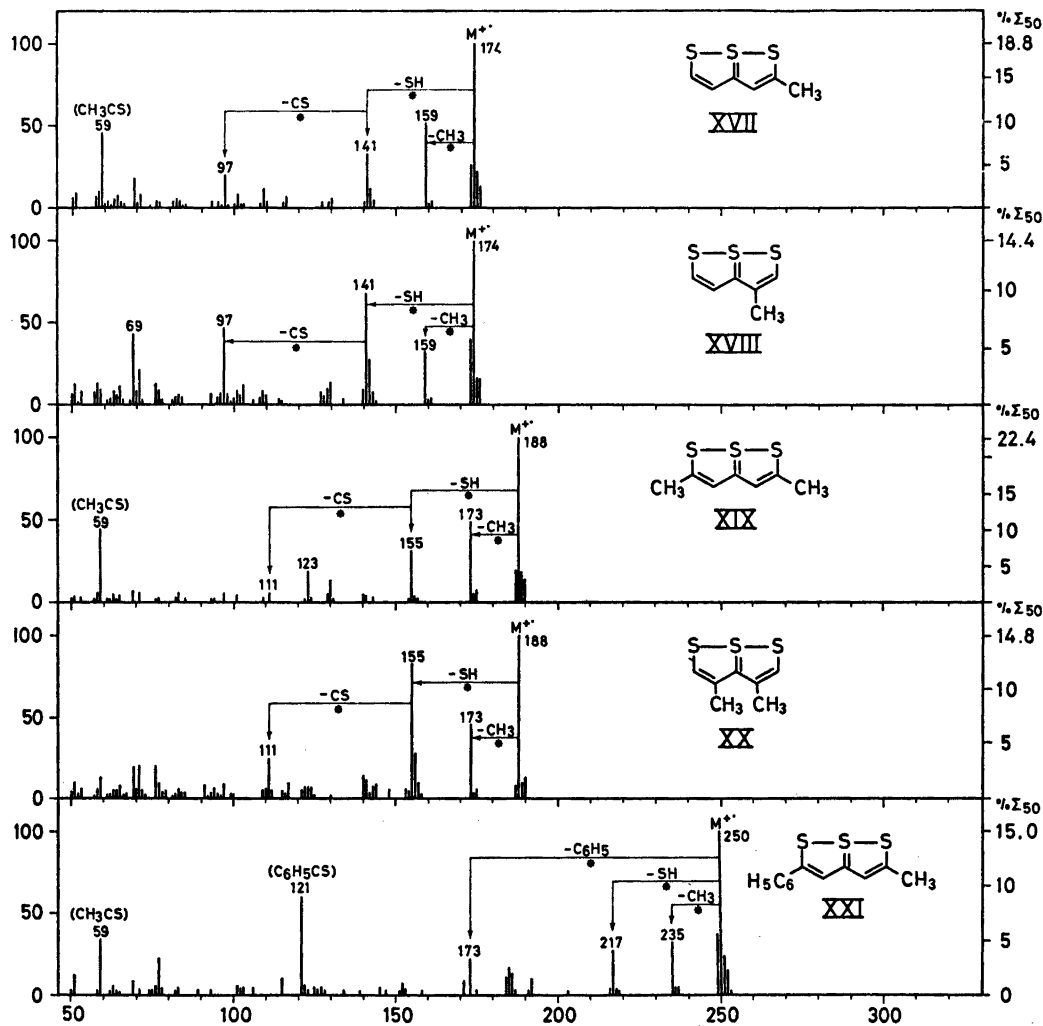 %Σ50
100
M+·
174
18.8
S S S
CH3
XVII
-SH
15
-CS
(CH3CS)
59
159
10
50
-CH3
141
97
5
0
%Σ50
100
M+·
174
14.4
S S S
CH3
XVIII
141
-SH
10
69
97
-CH3
50
-CS
159
5
0
0
%Σ50
100
M+·
188
22.4
S S S
CH3
CH3
XIX
-SH
15
-CS
(CH3CS)
59
173
50
-CH3
10
155
123
111
5
0
0
%Σ50
100
M+·
188
14.8
S S S
CH3 CH3
XX
155
-SH
10
-CS
173
50
-CH3
111
5
0
0
%Σ50
100
M+·
250
15.0
S S S
H5C6
CH3
XXI
-C6H5
(C6H5CS)
121
-SH
10
-CH3
50
(CH3CS)
59
173
217
235
5
0
0
50 100 150 200 250 300